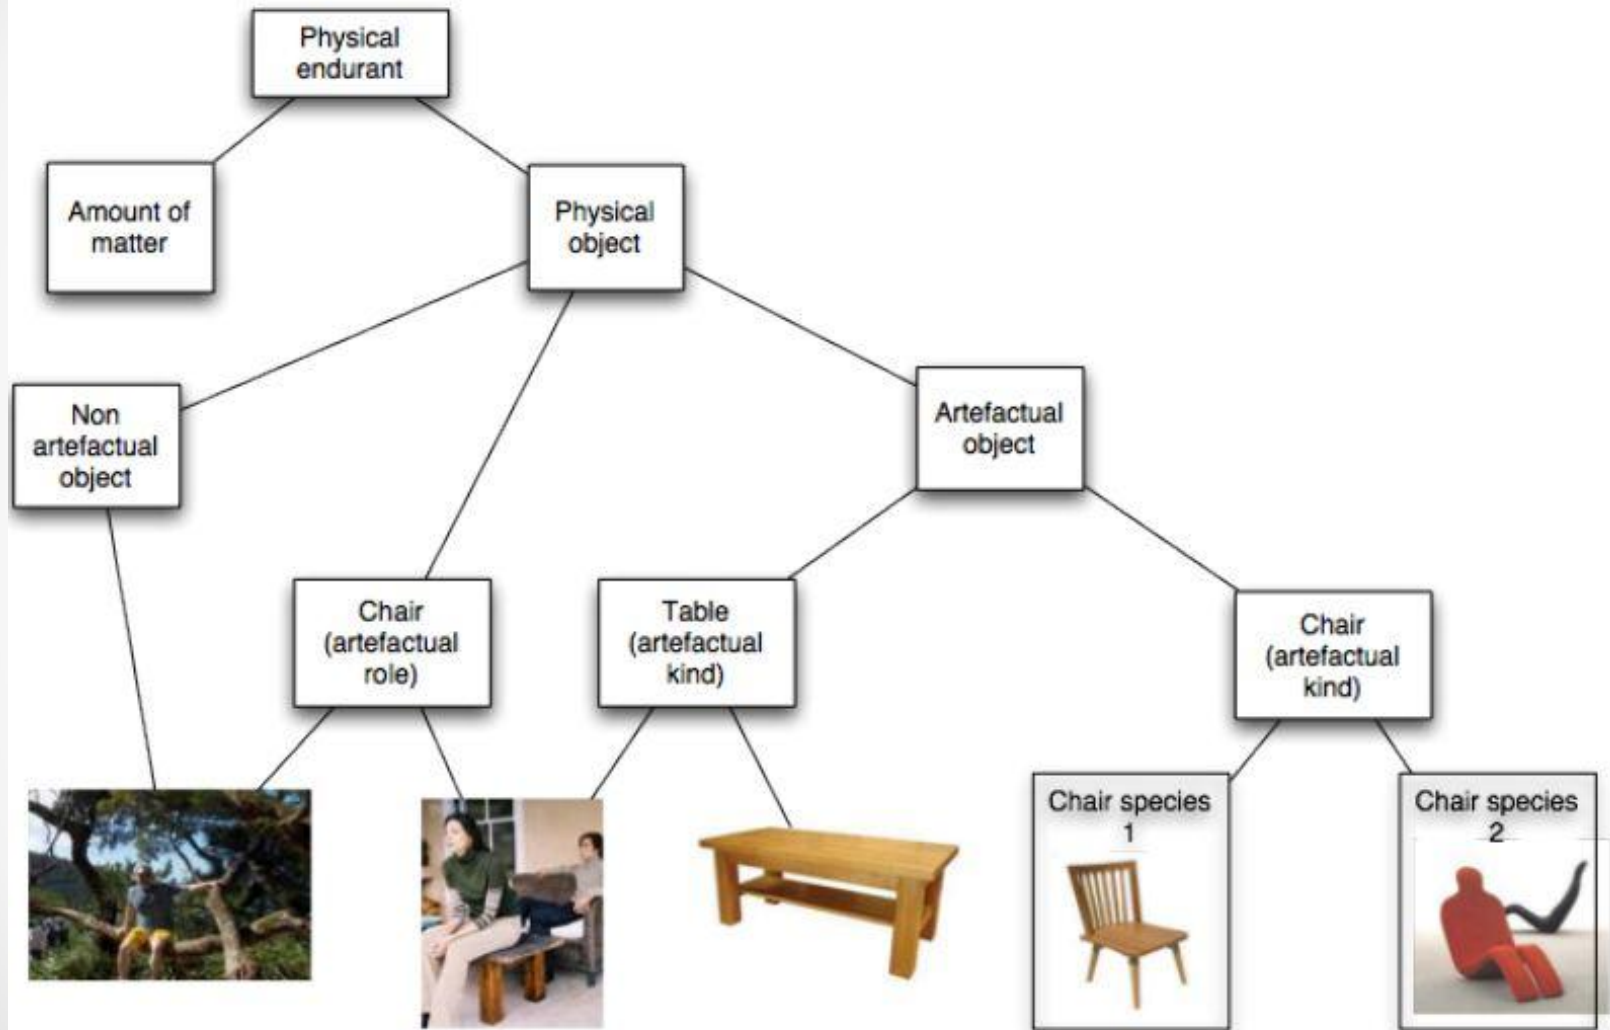 Physical
endurant
Amount of
matter
Physical
object
Non
artefactual
object
Artefactual
object
Chair
(artefactual
role)
Table
(artefactual
kind)
Chair
(artefactual
kind)
Chair species
1
Chair species
2